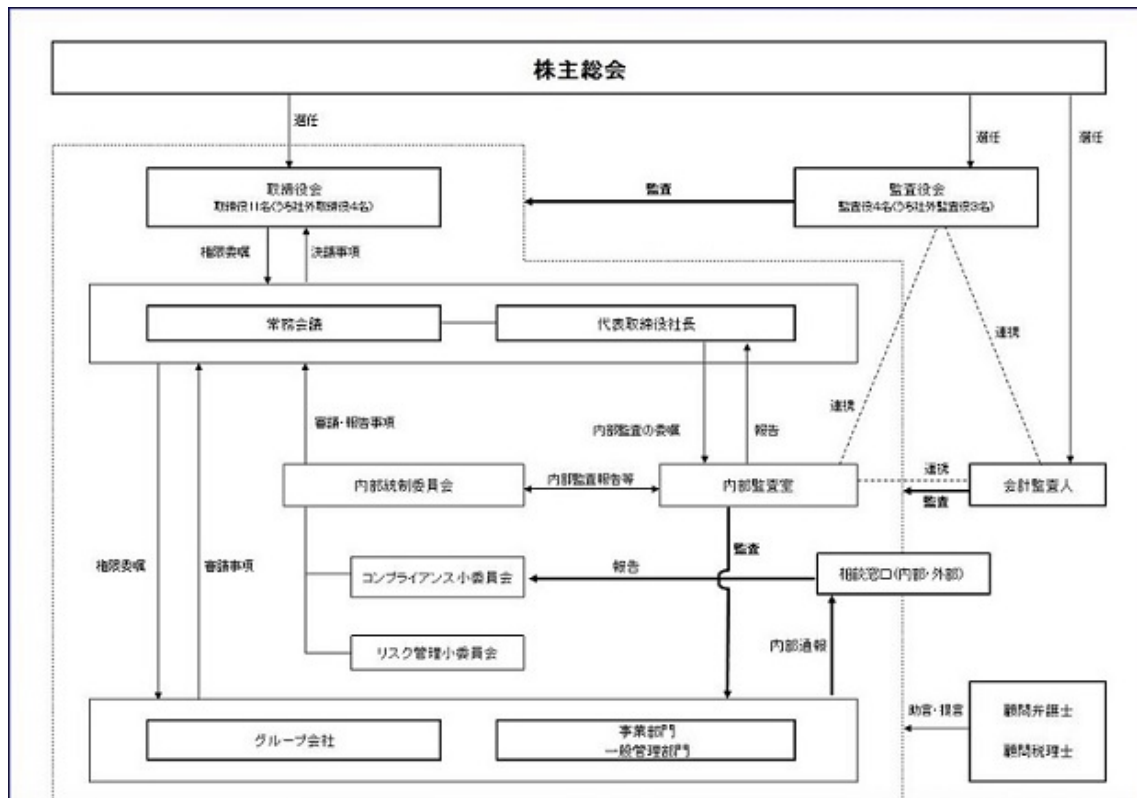 株主総会
選任
選任
選任
取締役会
取締役11名(うち社外取締役4名)
監査
監査役会
監査役4名(うち社外監査役3名)
権限委嘱
決議事項
常務会議
代表取締役社長
連携
連携
審議・報告事項
内部監査の委嘱
報告
内部統制委員会
内部監査報告等
内部監査室
連携
監査
会計監査人
権限委嘱
審議事項
監査
コンプライアンス小委員会
報告
相談窓口(内部・外部)
リスク管理小委員会
内部通報
助言・提言
顧問弁護士
顧問税理士
グループ会社
事業部門
一般管理部門